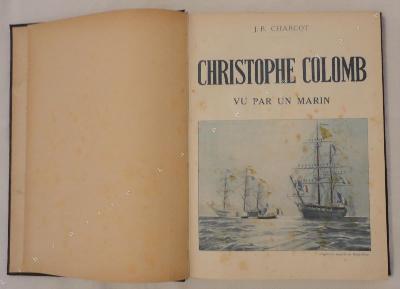 J.-B. CHARCOT
CHRISTOPHE COLOMB
VU PAR UN MARIN